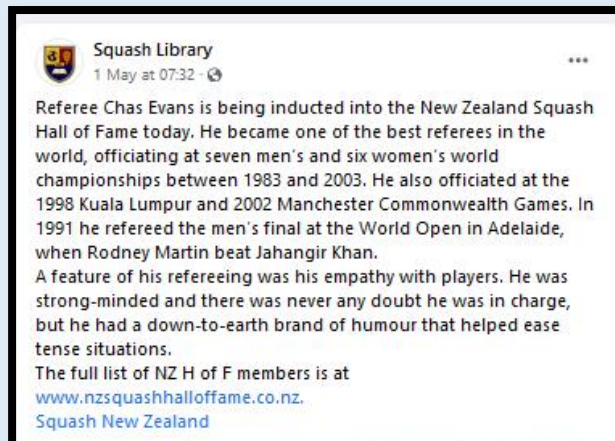 Squash Library
1 May at 07:32 ·
Referee Chas Evans is being inducted into the New Zealand Squash
Hall of Fame today. He became one of the best referees in the
world, officiating at seven men's and six women's world
championships between 1983 and 2003. He also officiated at the
1998 Kuala Lumpur and 2002 Manchester Commonwealth Games. In
1991 he refereed the men's final at the World Open in Adelaide,
when Rodney Martin beat Jahangir Khan.
A feature of his refereeing was his empathy with players. He was
strong-minded and there was never any doubt he was in charge,
but he had a down-to-earth brand of humour that helped ease
tense situations.
The full list of NZ H of F members is at
www.nzsquashhalloffame.co.nz.
Squash New Zealand